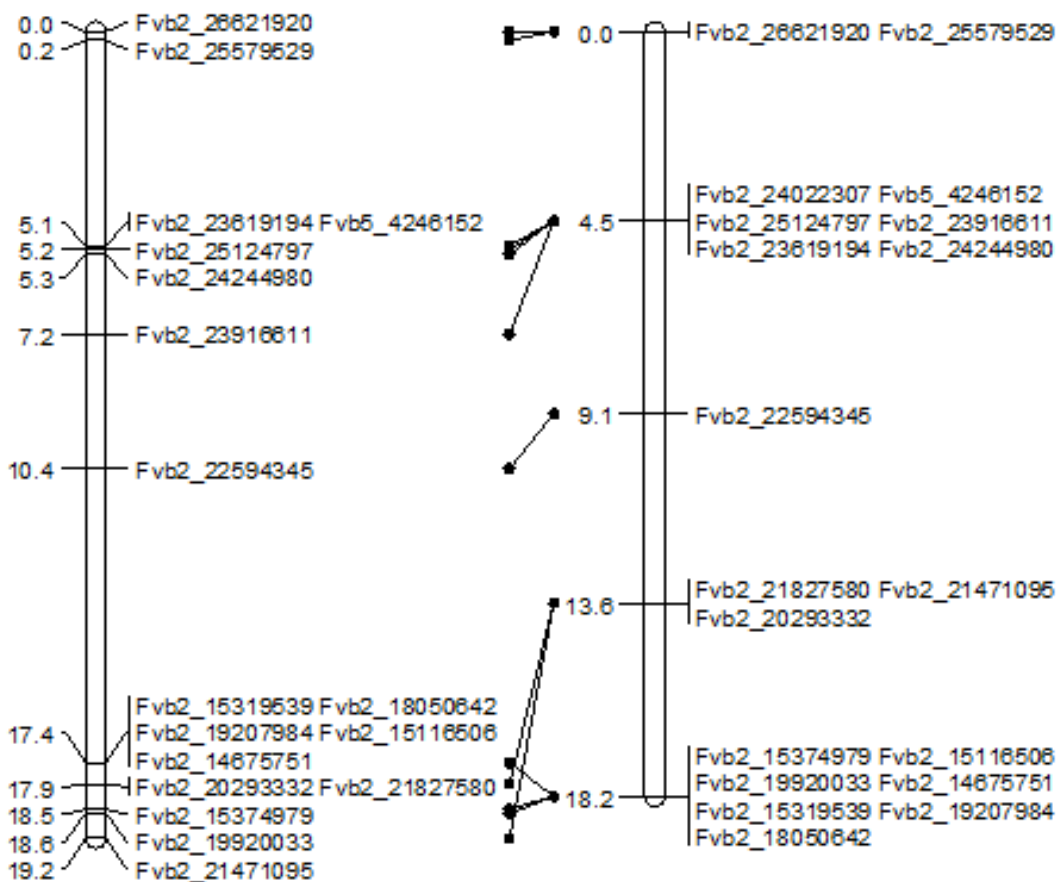 0.0 Fvb2_26621920
0.2 Fvb2_25579529
5.1 Fvb2_23619194 Fvb5_4246152
5.2 Fvb2_25124797
5.3 Fvb2_24244980
7.2 Fvb2_23916611
10.4 Fvb2_22594345
Fvb2_15319539 Fvb2_18050642
17.4 Fvb2_19207984 Fvb2_15116506
Fvb2_14675751
17.9 Fvb2_20293332 Fvb2_21827580
18.5 Fvb2_15374979
18.6 Fvb2_19920033
19.2 Fvb2_21471095
0.0 Fvb2_26621920 Fvb2_25579529
Fvb2_24022307 Fvb5_4246152
4.5 Fvb2_25124797 Fvb2_23916611
Fvb2_23619194 Fvb2_24244980
9.1 Fvb2_22594345
13.6 Fvb2_21827580 Fvb2_21471095
Fvb2_20293332
Fvb2_15374979 Fvb2_15116506
18.2 Fvb2_19920033 Fvb2_14675751
Fvb2_15319539 Fvb2_19207984
Fvb2_18050642